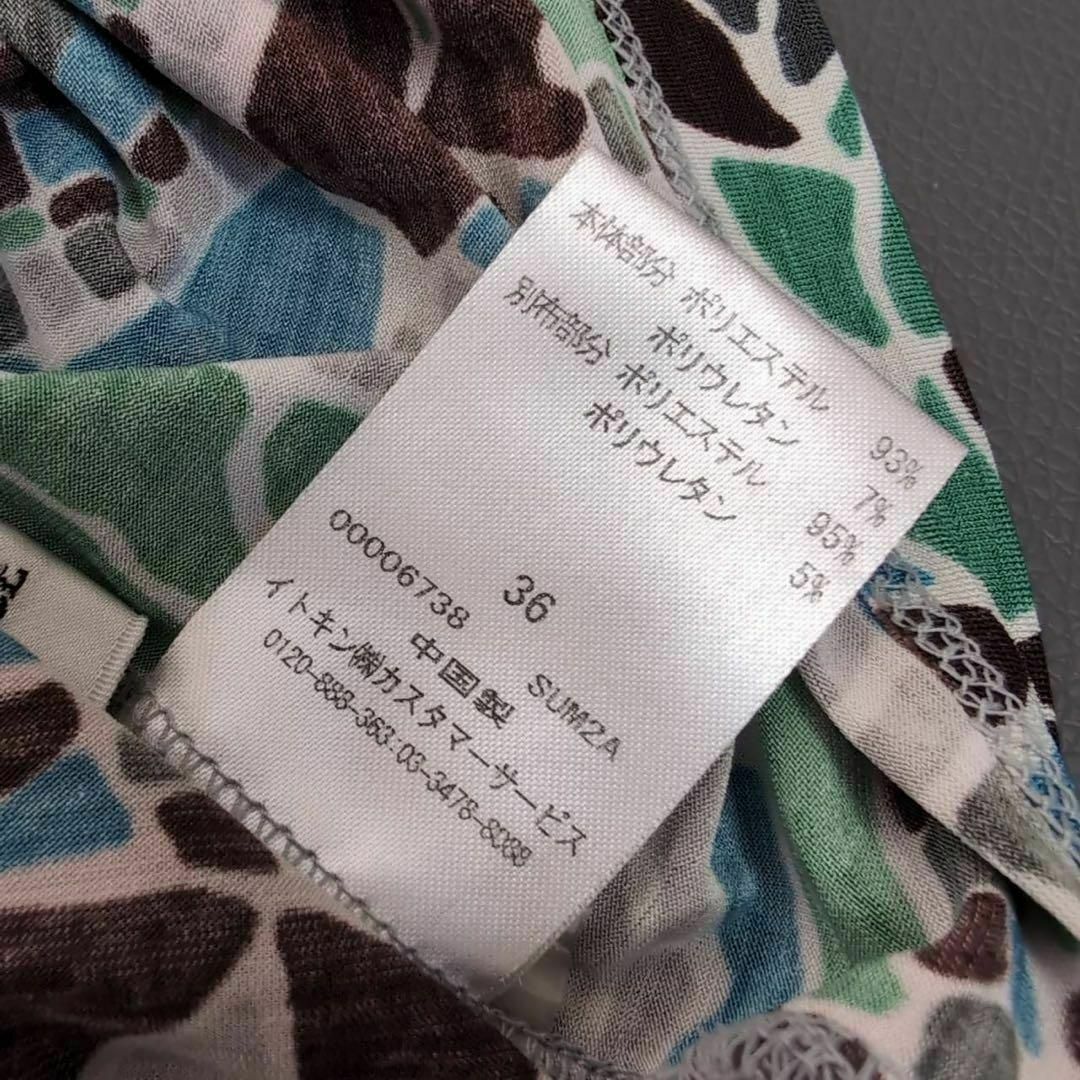 本体部分 ポリエステル 93%
ポリウレタン 7%
別布部分 ポリエステル 95%
ポリウレタン 5%
36 SUM2A
00006738 中国製
イトキン㈱カスタマーサービス
0120-888-363:03-3478-8088